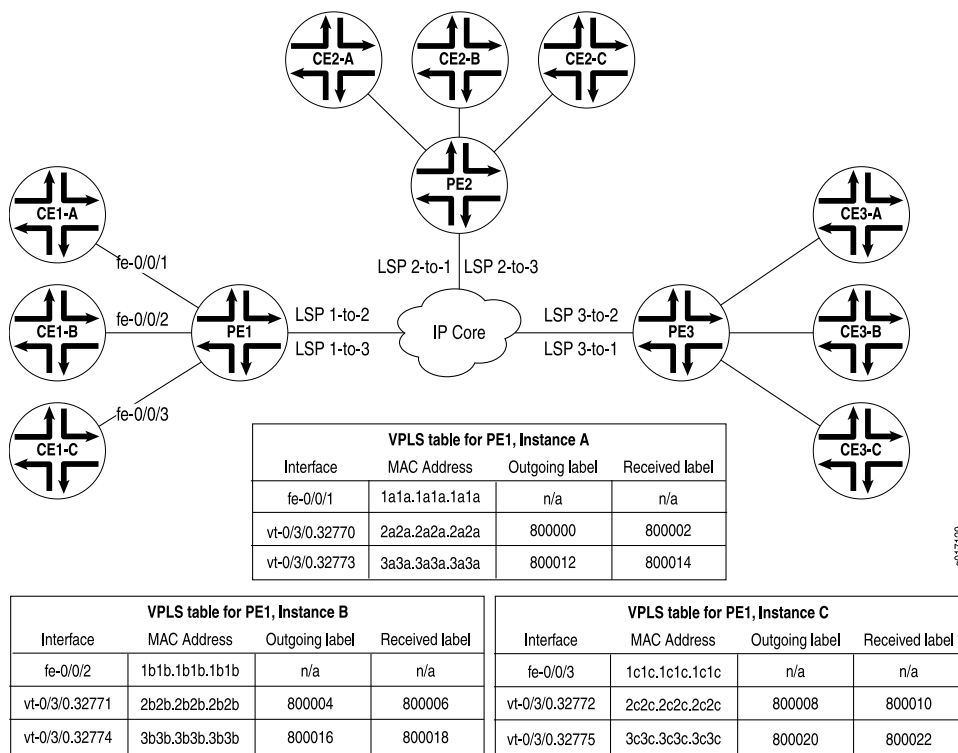 CE2-A CE2-B CE2-C
PE2
CE1-A CE3-A
fe-0/0/1
LSP 2-to-1 LSP 2-to-3
fe-0/0/2
CE1-B PE1 LSP 1-to-2 IP Core LSP 3-to-2 PE3 CE3-B
LSP 1-to-3 LSP 3-to-1
fe-0/0/3
CE1-C CE3-C
VPLS table for PE1, Instance A
Interface MAC Address Outgoing label Received label
fe-0/0/1 1a1a.1a1a.1a1a n/a n/a
vt-0/3/0.32770 2a2a.2a2a.2a2a 800000 800002
vt-0/3/0.32773 3a3a.3a3a.3a3a 800012 800014
VPLS table for PE1, Instance B
Interface MAC Address Outgoing label Received label
fe-0/0/2 1b1b.1b1b.1b1b n/a n/a
vt-0/3/0.32771 2b2b.2b2b.2b2b 800004 800006
vt-0/3/0.32774 3b3b.3b3b.3b3b 800016 800018
VPLS table for PE1, Instance C
Interface MAC Address Outgoing label Received label
fe-0/0/3 1c1c.1c1c.1c1c n/a n/a
vt-0/3/0.32772 2c2c.2c2c.2c2c 800008 800010
vt-0/3/0.32775 3c3c.3c3c.3c3c 800020 800022